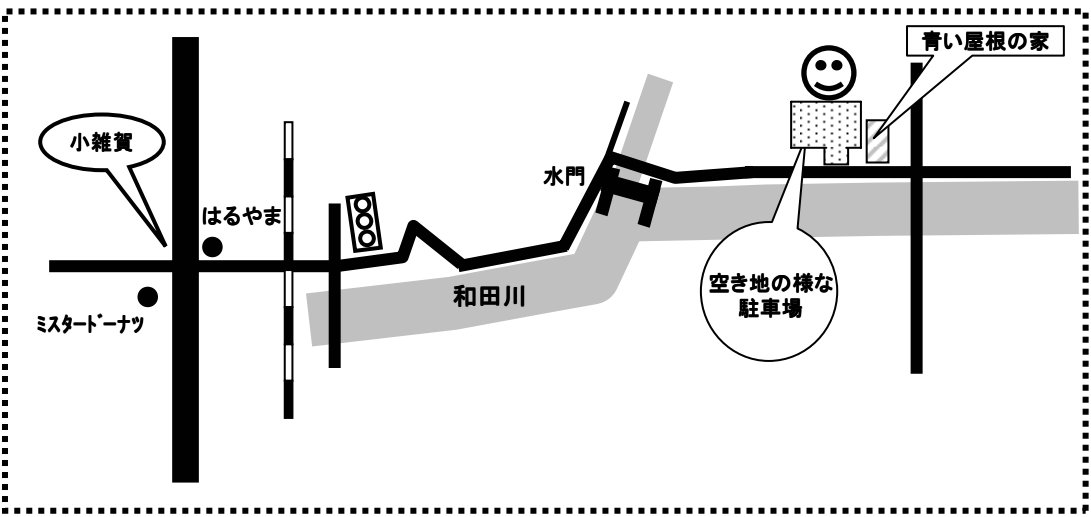 青い屋根の家
小雑賀
水門
はるやま
空き地の様な
駐車場
和田川
ﾐｽﾀｰﾄﾞｰﾅﾂ